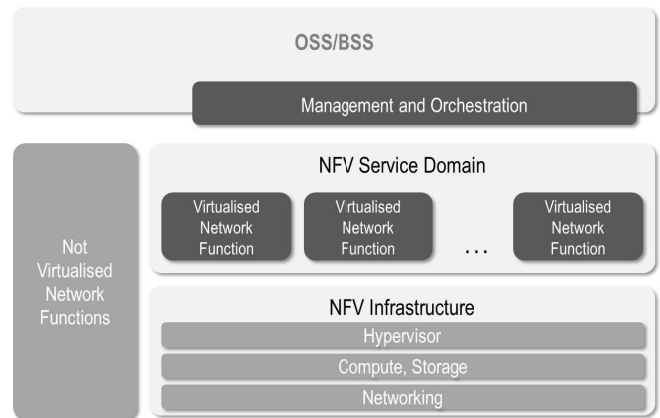 OSS/BSS
Management and Orchestration
Not
Virtualised
Network
Functions
NFV Service Domain
Virtualised
Network
Function
Virtualised
Network
Function
...
Virtualised
Network
Function
NFV Infrastructure
Hypervisor
Compute, Storage
Networking